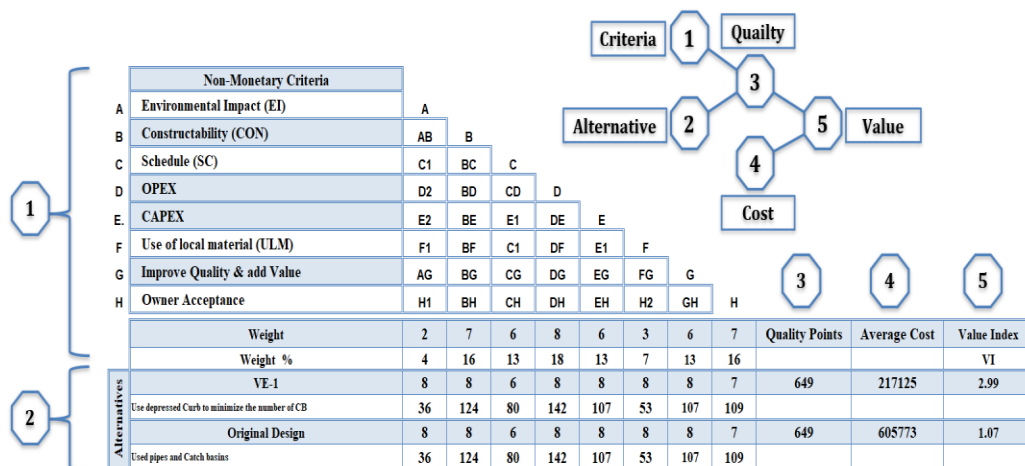 Criteria 1 Quailty
3
Alternative 2 5 Value
4
Cost
1
Non-Monetary Criteria
A Environmental Impact (EI) A
B Constructability (CON) AB B
C Schedule (SC) C1 BC C
D OPEX D2 BD CD D
E. CAPEX E2 BE E1 DE E
F Use of local material (ULM) F1 BF C1 DF E1 F
G Improve Quality & add Value AG BG CG DG EG FG G
H Owner Acceptance H1 BH CH DH EH H2 GH H
3 4 5
Weight 2 7 6 8 6 3 6 7 Quality Points Average Cost Value Index
Weight % 4 16 13 18 13 7 13 16 VI
2
Alternatives
VE-1 8 8 6 8 8 8 8 7 649 217125 2.99
Use depressed Curb to minimize the number of CB 36 124 80 142 107 53 107 109
Original Design 8 8 6 8 8 8 8 7 649 605773 1.07
Used pipes and Catch basins 36 124 80 142 107 53 107 109